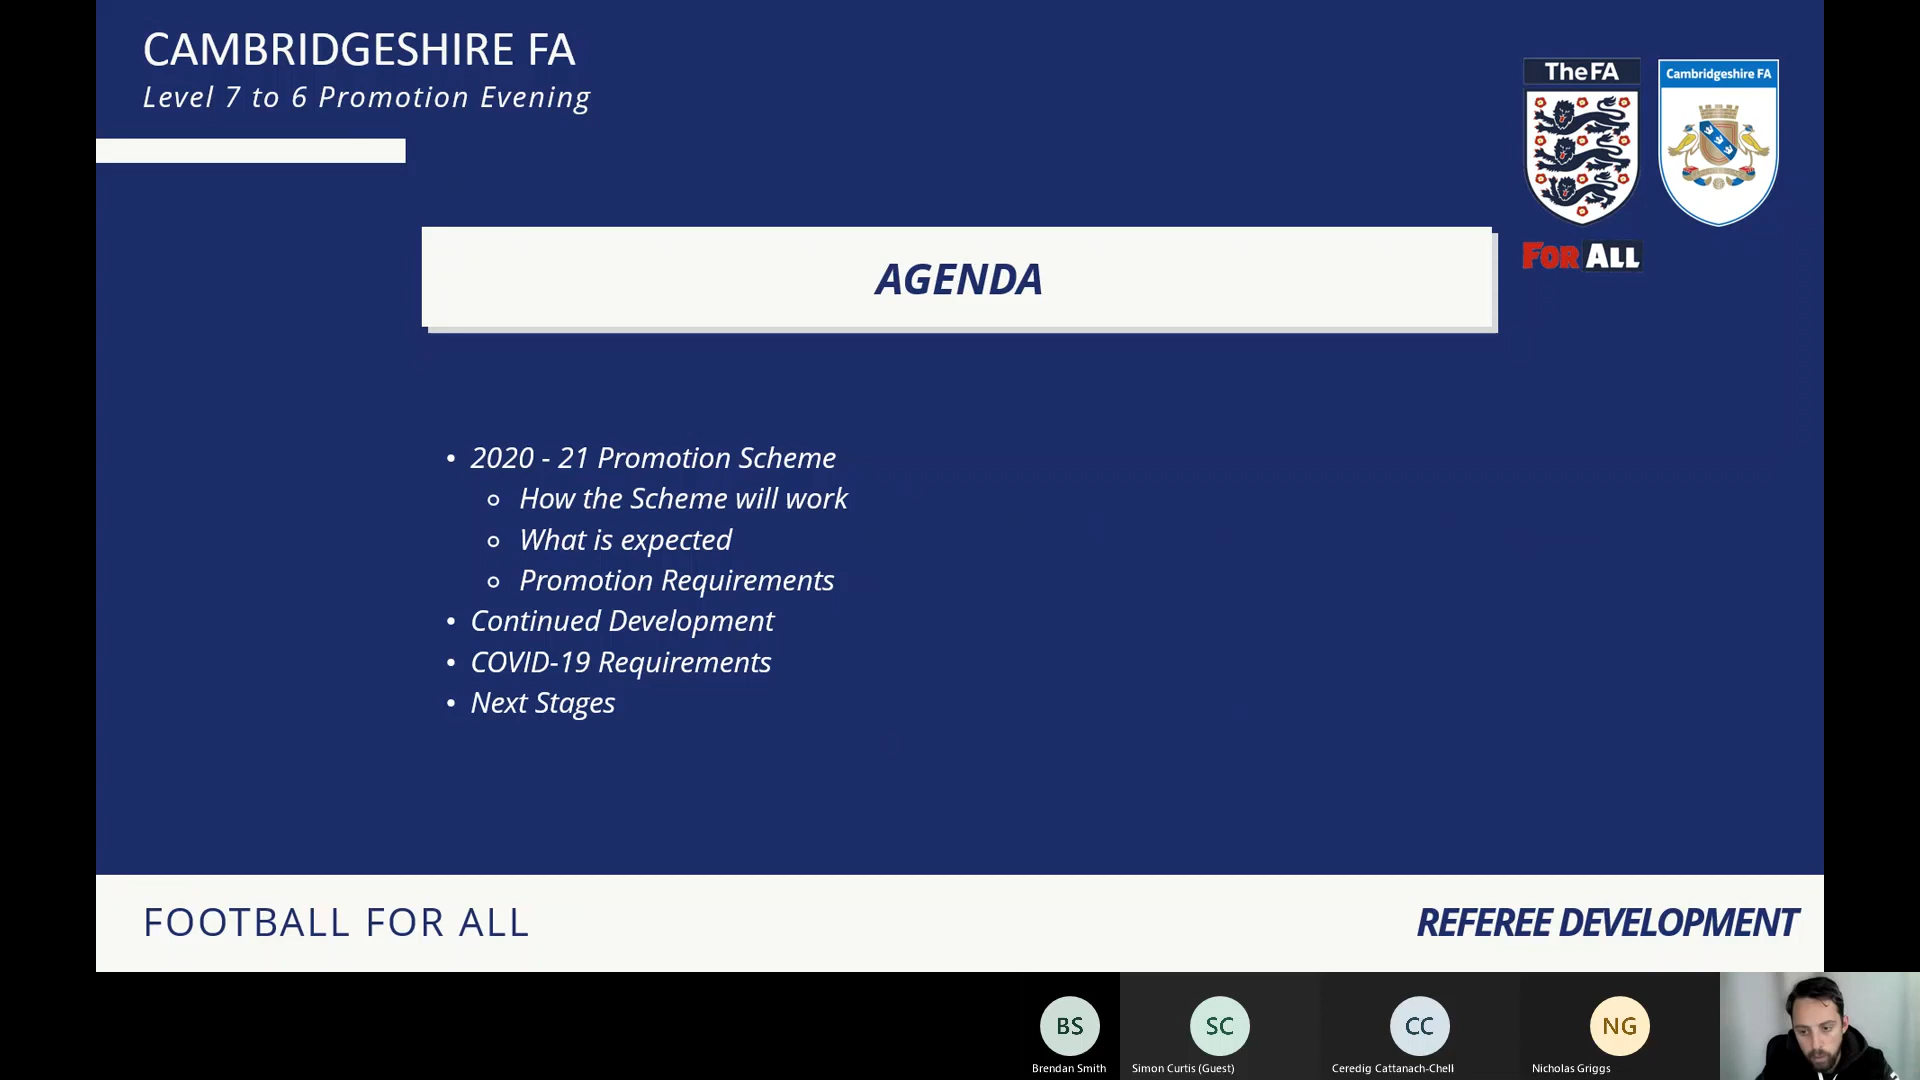 CAMBRIDGESHIRE FA
Level 7 to 6 Promotion Evening
TheFA
Cambridgeshire FA
FOR ALL
AGENDA
• 2020 - 21 Promotion Scheme
○ How the Scheme will work
○ What is expected
○ Promotion Requirements
• Continued Development
• COVID-19 Requirements
• Next Stages
FOOTBALL FOR ALL
REFEREE DEVELOPMENT
BS
SC
CC
NG
Brendan Smith
Simon Curtis (Guest)
Ceredig Cattanach-Chell
Nicholas Griggs